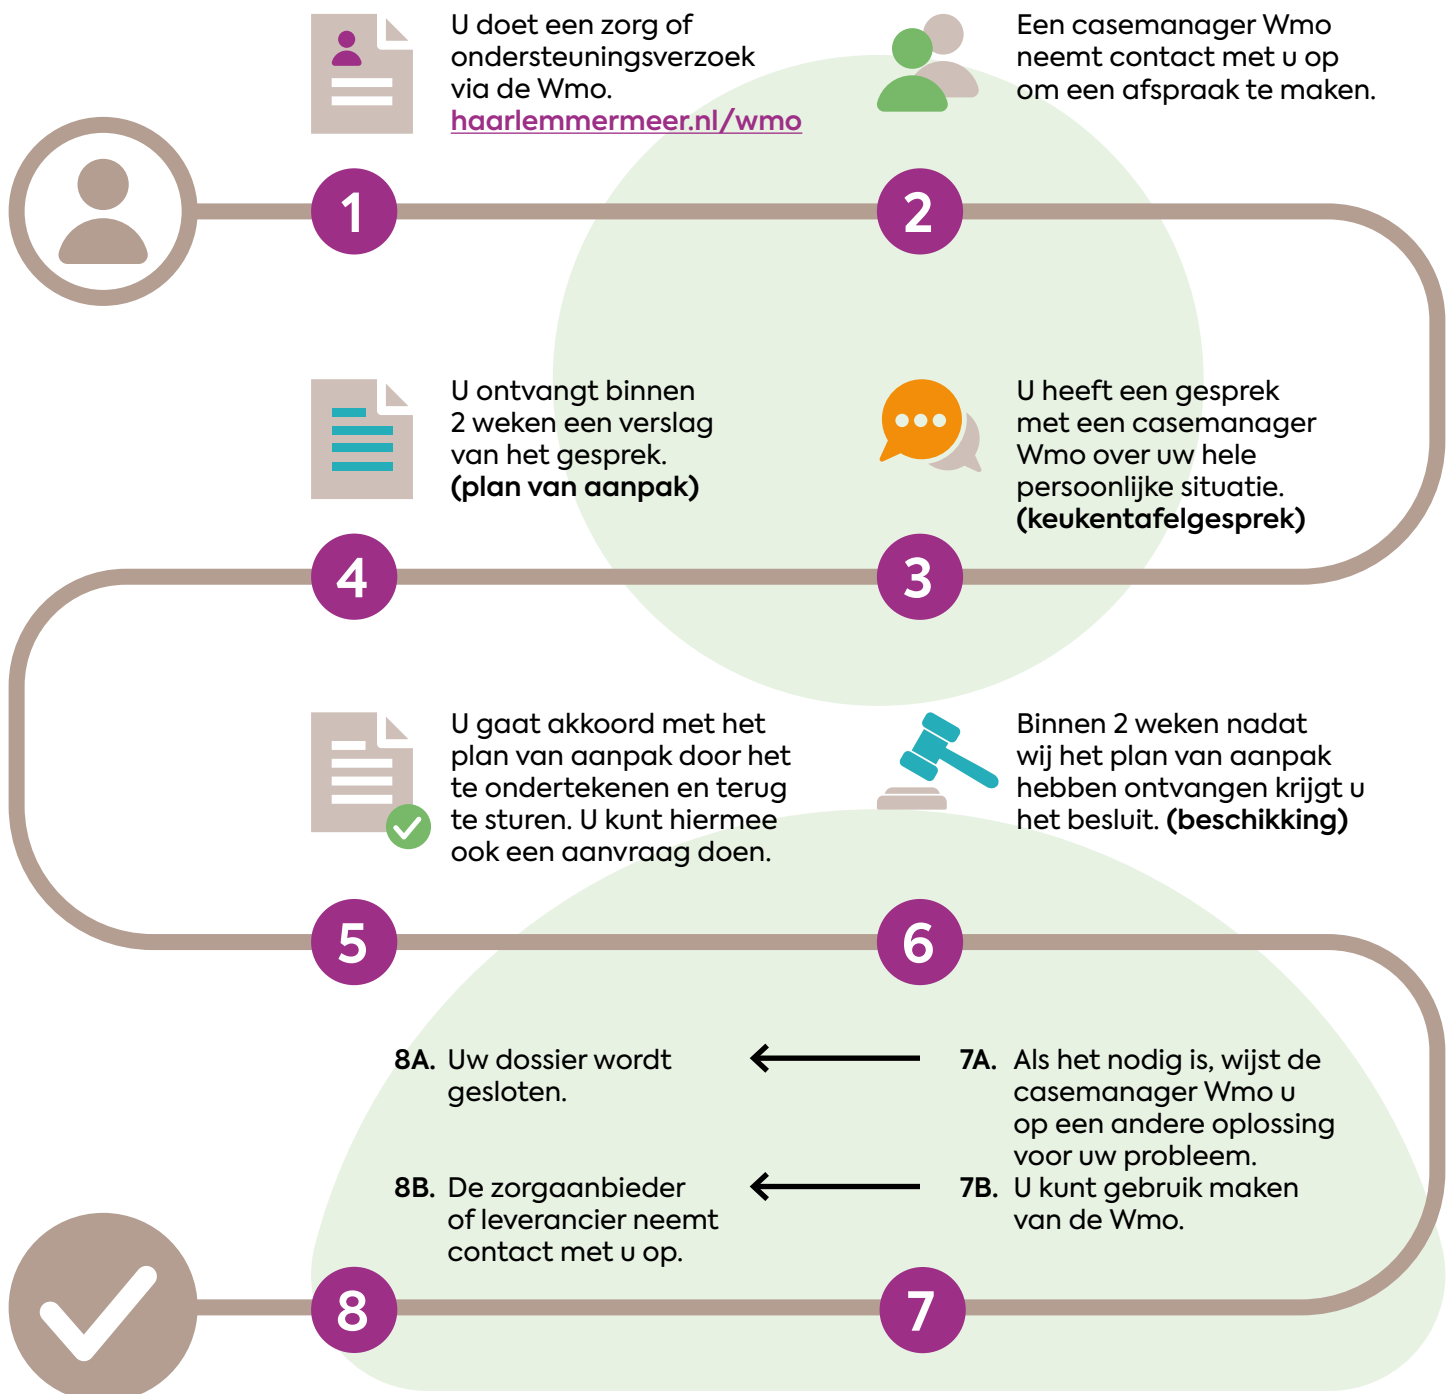 U doet een zorg of
ondersteuningsverzoek
via de Wmo.
haarlemmermeer.nl/wmo
1
Een casemanager Wmo
neemt contact met u op
om een afspraak te maken.
2
U heeft een gesprek
met een casemanager
Wmo over uw hele
persoonlijke situatie.
(keukentafelgesprek)
3
U ontvangt binnen
2 weken een verslag
van het gesprek.
(plan van aanpak)
4
U gaat akkoord met het
plan van aanpak door het
te ondertekenen en terug
te sturen. U kunt hiermee
ook een aanvraag doen.
5
Binnen 2 weken nadat
wij het plan van aanpak
hebben ontvangen krijgt u
het besluit. (beschikking)
6
7A. Als het nodig is, wijst de
casemanager Wmo u
op een andere oplossing
voor uw probleem.
7B. U kunt gebruik maken
van de Wmo.
7
8A. Uw dossier wordt
gesloten.
8B. De zorgaanbieder
of leverancier neemt
contact met u op.
8